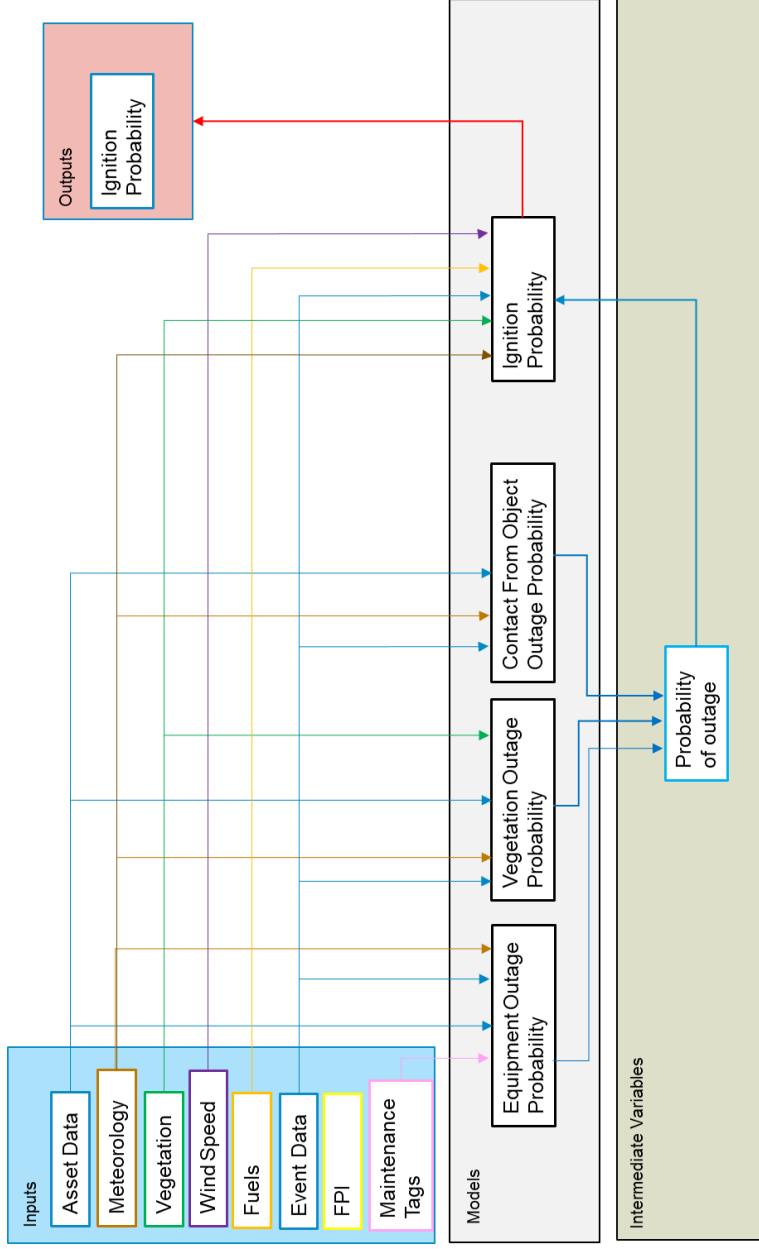 Inputs
Asset Data
Meteorology
Vegetation
Wind Speed
Fuels
Event Data
FPI
Maintenance
Tags
Models
Equipment Outage
Probability
Vegetation Outage
Probability
Contact From Object
Outage Probability
Ignition
Probability
Intermediate Variables
Probability
of outage
Outputs
Ignition
Probability